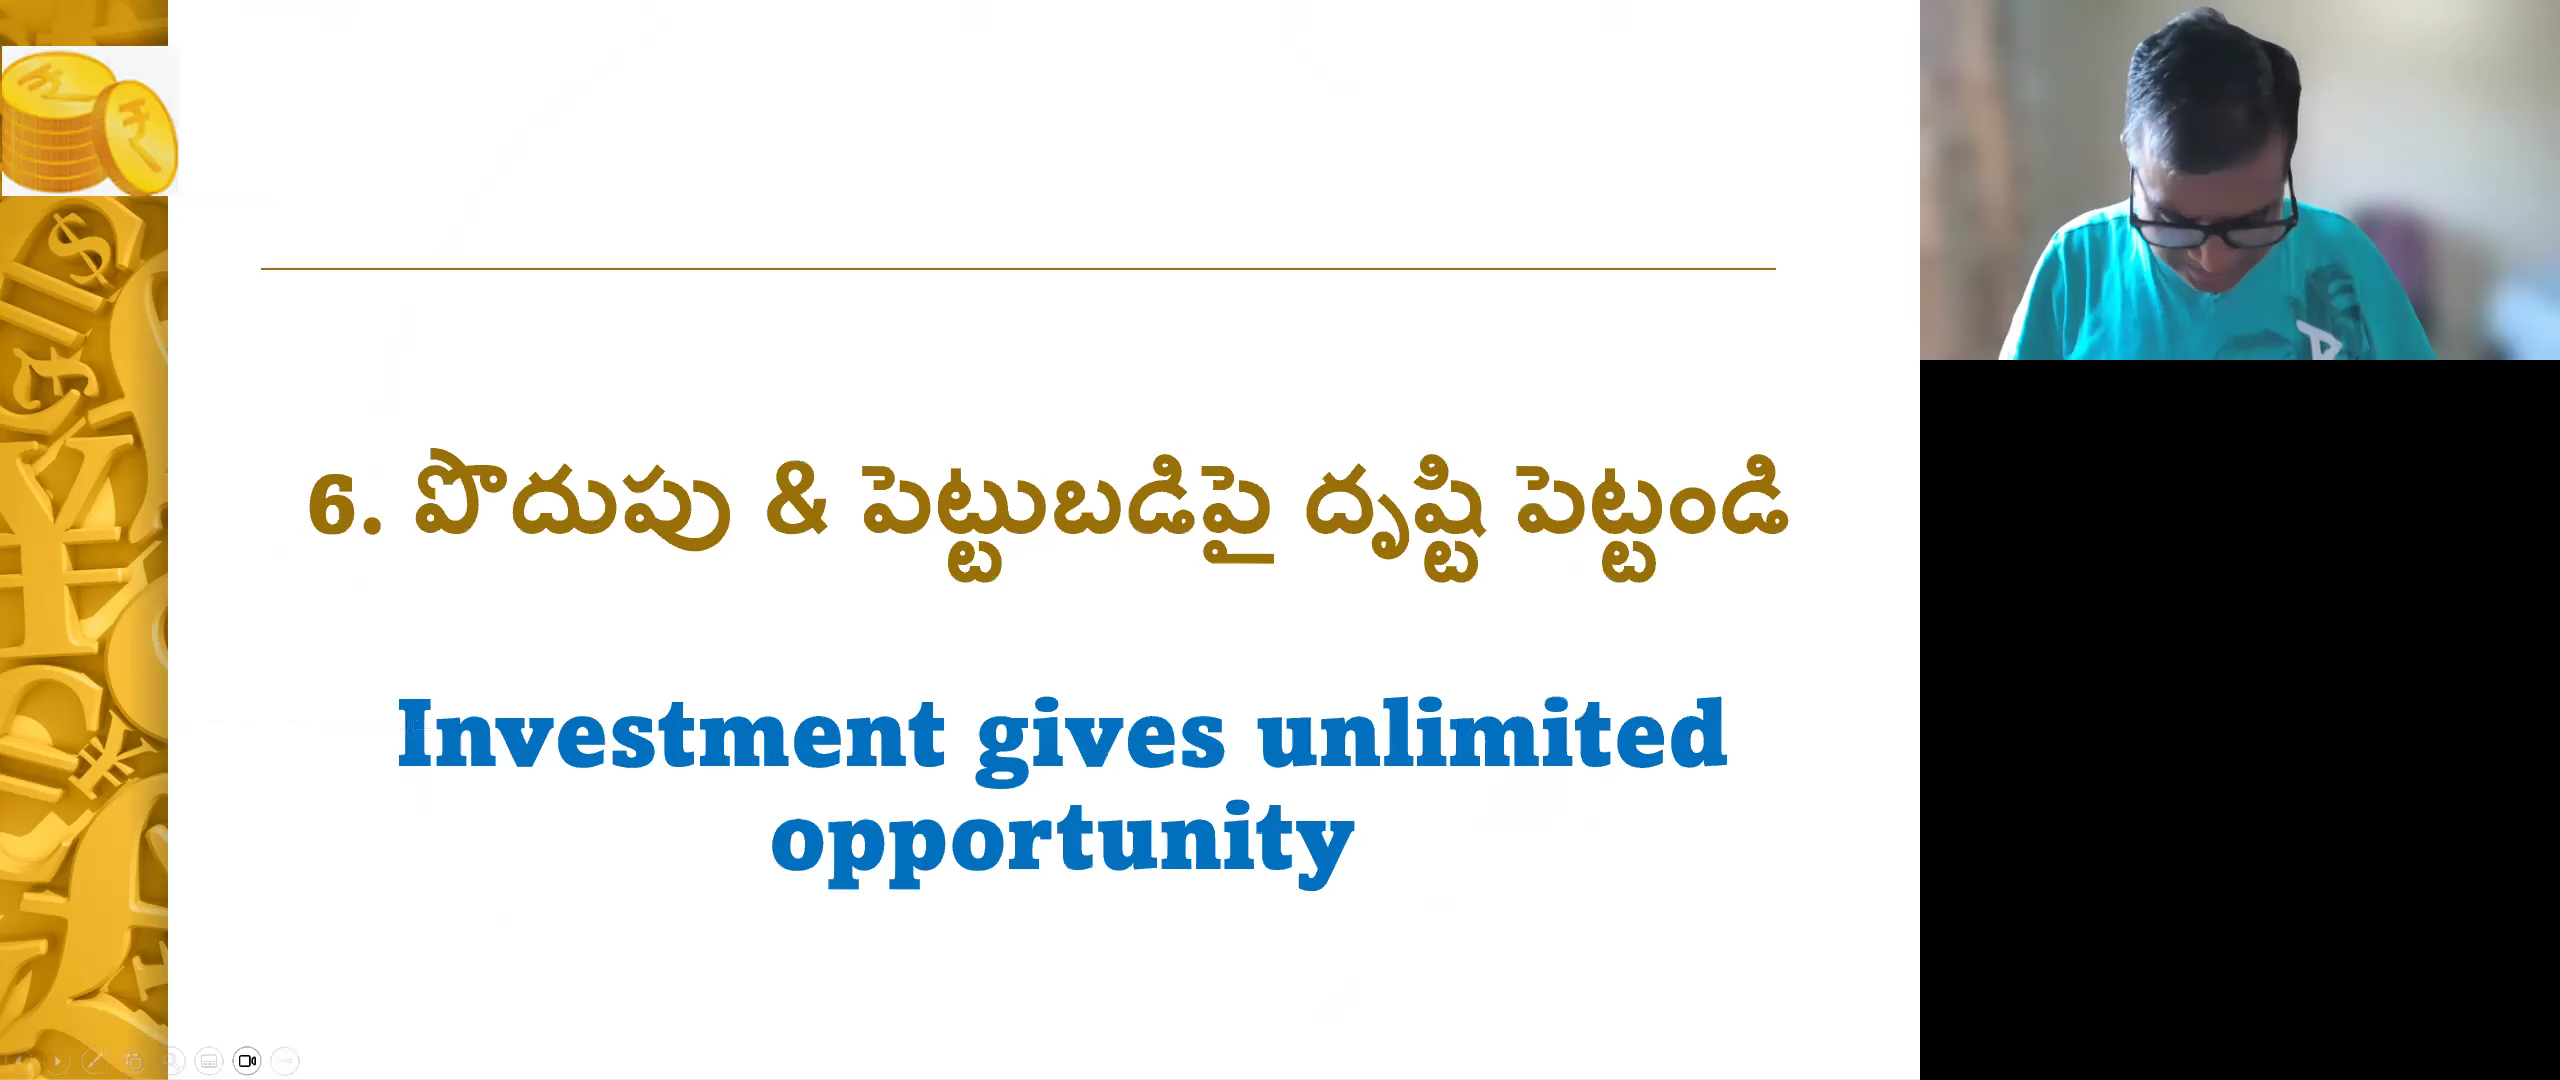 6. పొదుపు & పెట్టుబడిపై దృష్టి పెట్టండి
Investment gives unlimited
opportunity